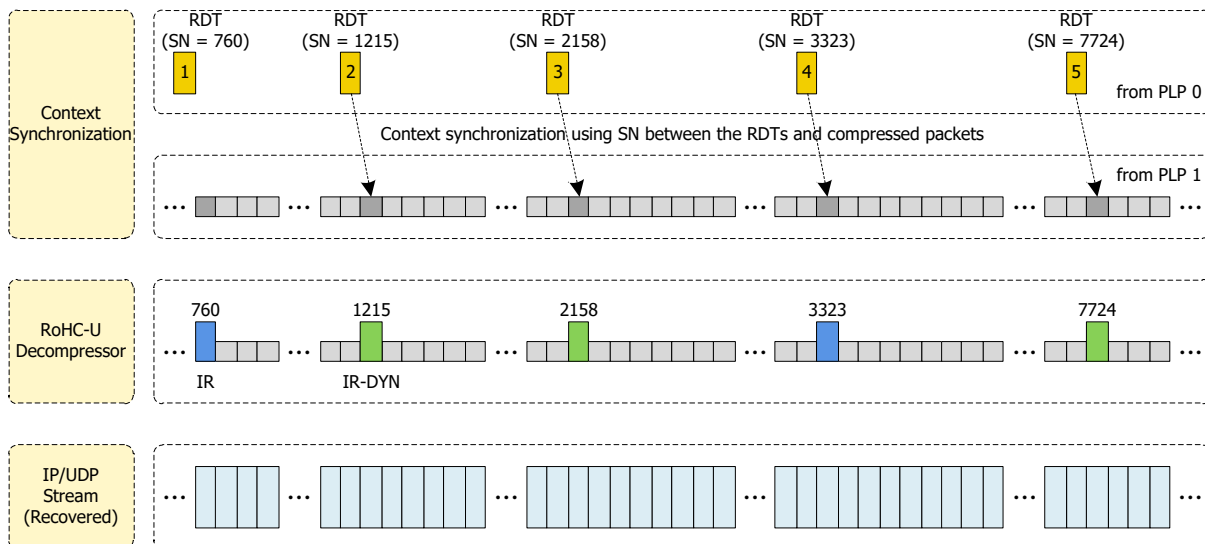 RDT
(SN = 760)
RDT
(SN = 1215)
RDT
(SN = 2158)
RDT
(SN = 3323)
RDT
(SN = 7724)
1
2
3
4
5
from PLP 0
Context
Synchronization
Context synchronization using SN between the RDTs and compressed packets
from PLP 1
... ... ... ... ... ...
RoHC-U
Decompressor
760
1215
2158
3323
7724
... ... ... ... ... ...
IR
IR-DYN
IP/UDP
Stream
(Recovered)
... ... ... ... ... ...